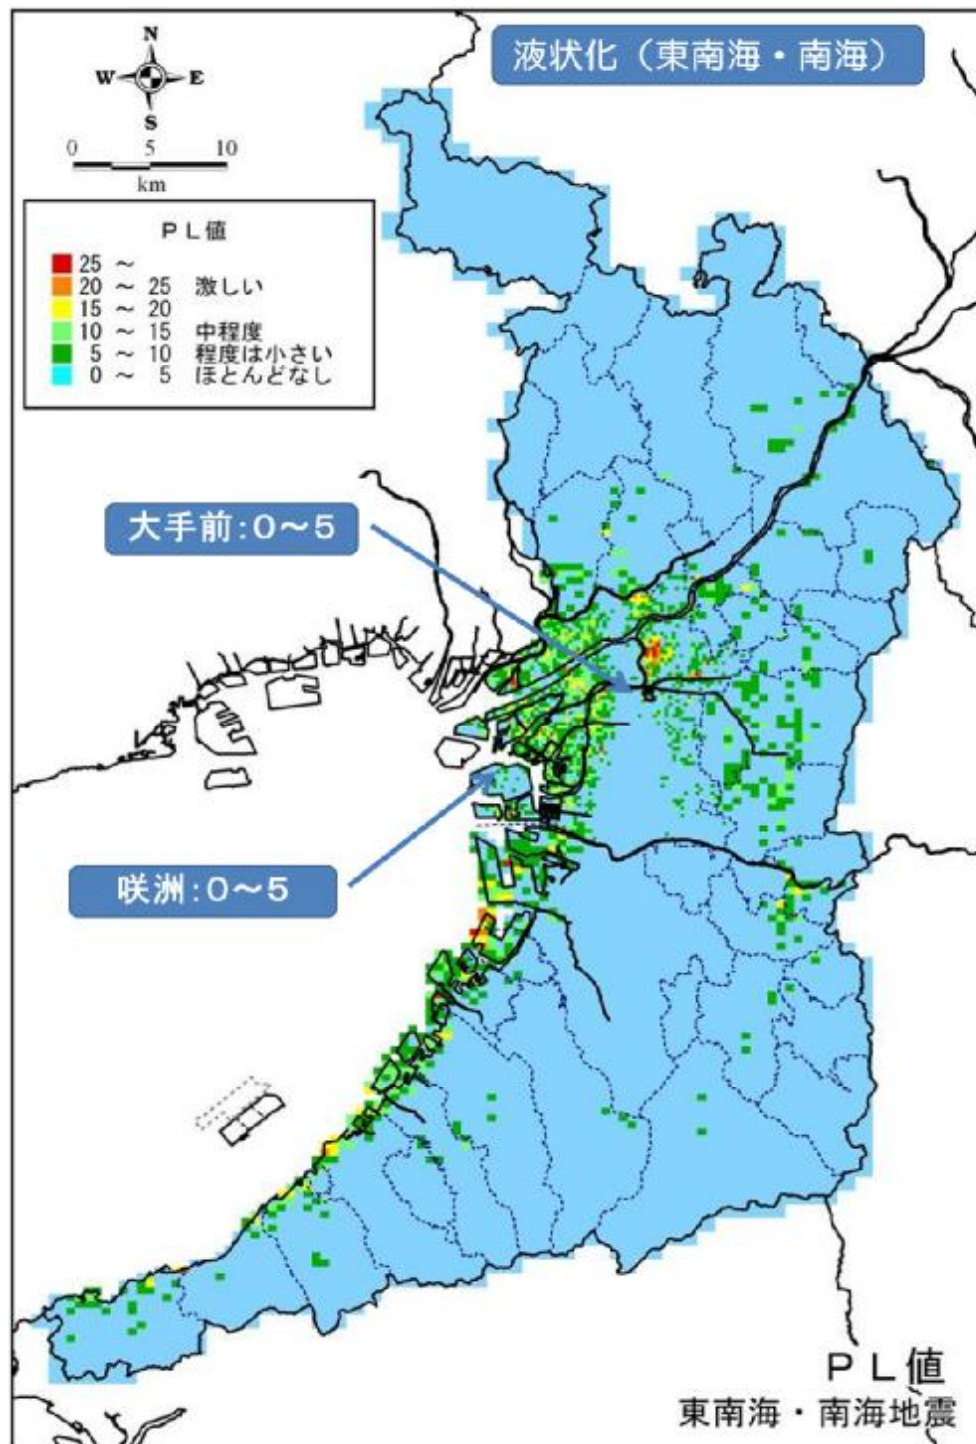 液状化（東南海・南海）
N
W E
S
0 5 10
km
ＰＬ値
25 ～
20 ～ 25 激しい
15 ～ 20
10 ～ 15 中程度
5 ～ 10 程度は小さい
0 ～ 5 ほとんどなし
大手前：０～５
咲洲：０～５
ＰＬ値
東南海・南海地震